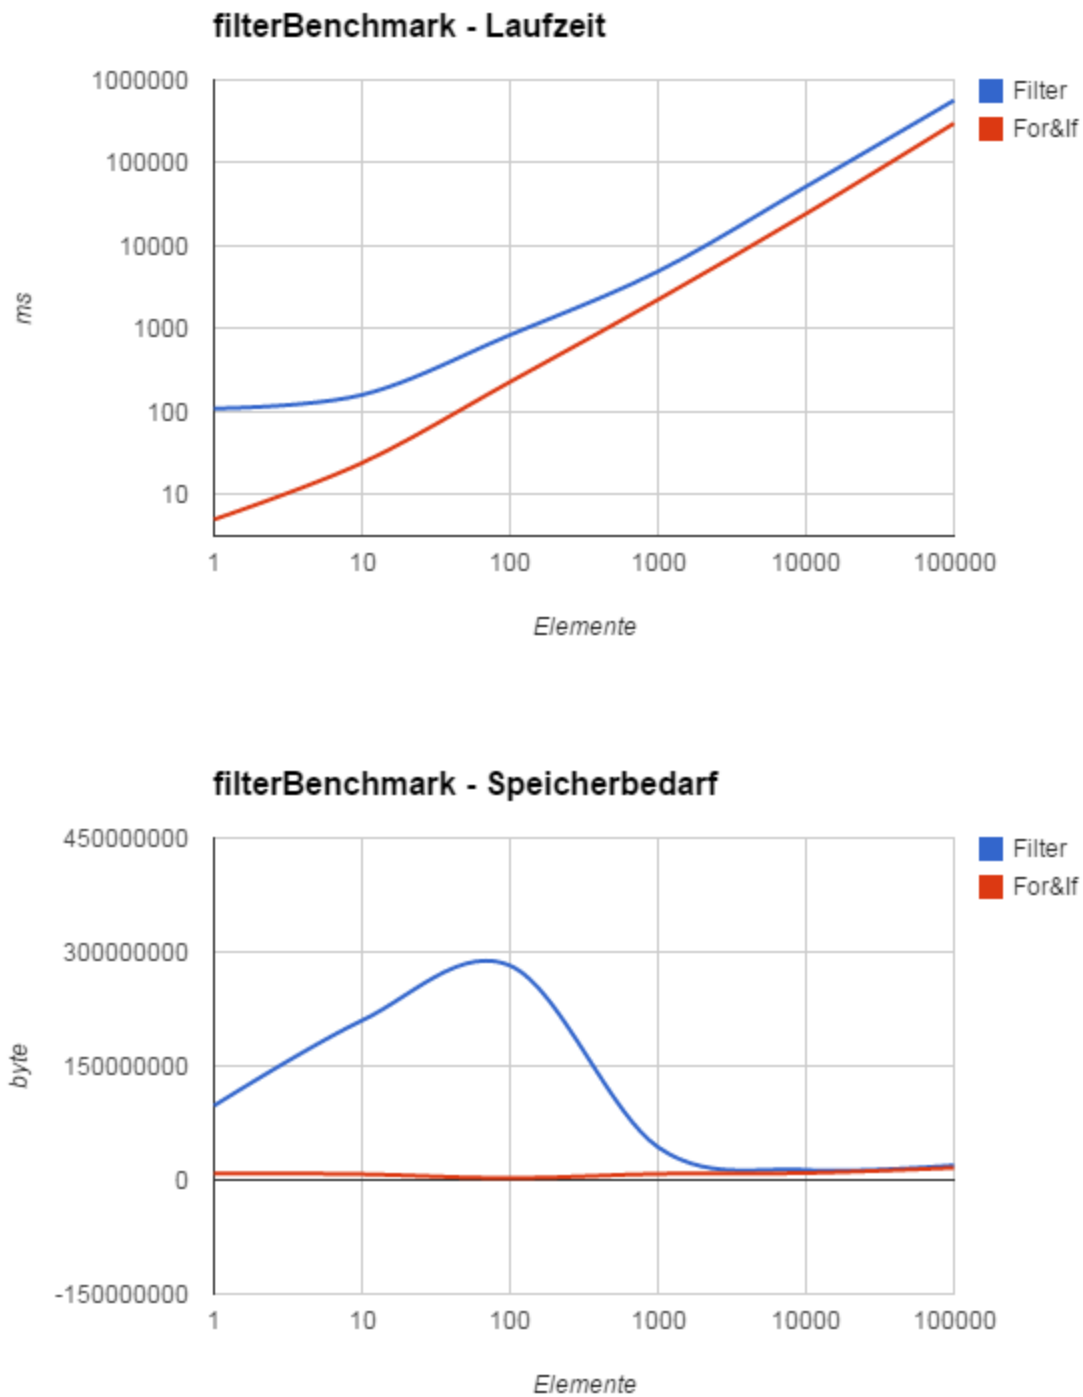 filterBenchmark - Laufzeit
1000000
100000
10000
1000
100
10
ms
1 10 100 1000 10000 100000
Elemente
Filter
For&If
filterBenchmark - Speicherbedarf
450000000
300000000
150000000
0
-150000000
byte
1 10 100 1000 10000 100000
Elemente
Filter
For&If